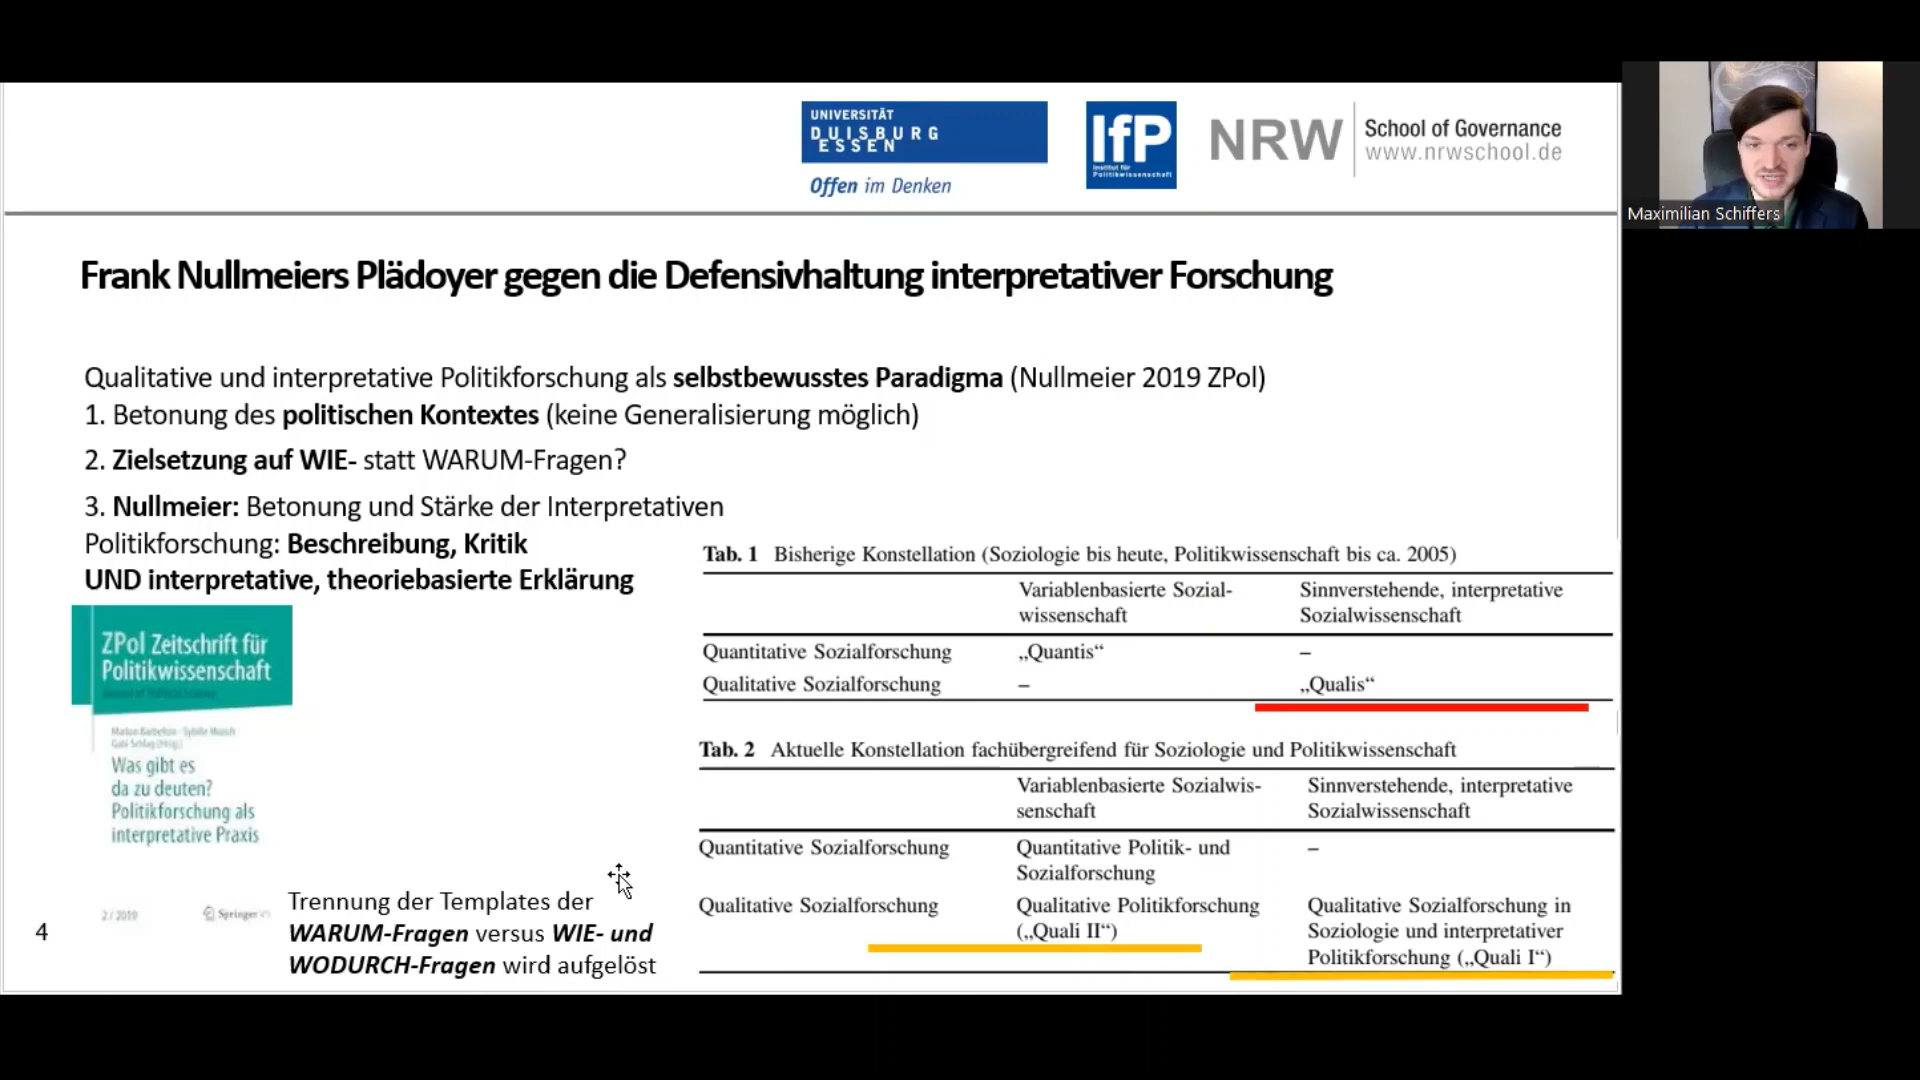 UNIVERSITÄT
DUISBURG
ESSEN
Offen im Denken
IfP
Institut für
Politikwissenschaft
NRW
School of Governance
www.nrwschool.de
Maximilian Schiffers
Frank Nullmeiers Plädoyer gegen die Defensivhaltung interpretativer Forschung
Qualitative und interpretative Politikforschung als selbstbewusstes Paradigma (Nullmeier 2019 ZPol)
1. Betonung des politischen Kontextes (keine Generalisierung möglich)
2. Zielsetzung auf WIE- statt WARUM-Fragen?
3. Nullmeier: Betonung und Stärke der Interpretativen
Politikforschung: Beschreibung, Kritik
UND interpretative, theoriebasierte Erklärung
ZPol Zeitschrift für
Politikwissenschaft
Was gibt es
da zu deuten?
Politikforschung als
interpretative Praxis
2 / 2019
Springer VS
4
Trennung der Templates der
WARUM-Fragen versus WIE- und
WODURCH-Fragen wird aufgelöst
Tab. 1 Bisherige Konstellation (Soziologie bis heute, Politikwissenschaft bis ca. 2005)
Variablenbasierte Sozial-
wissenschaft
Sinnverstehende, interpretative
Sozialwissenschaft
Quantitative Sozialforschung „Quantis“ –
Qualitative Sozialforschung – „Qualis“
Tab. 2 Aktuelle Konstellation fachübergreifend für Soziologie und Politikwissenschaft
Variablenbasierte Sozialwis-
senschaft
Sinnverstehende, interpretative
Sozialwissenschaft
Quantitative Sozialforschung
Quantitative Politik- und
Sozialforschung
–
Qualitative Sozialforschung
Qualitative Politikforschung
(„Quali II“)
Qualitative Sozialforschung in
Soziologie und interpretativer
Politikforschung („Quali I“)